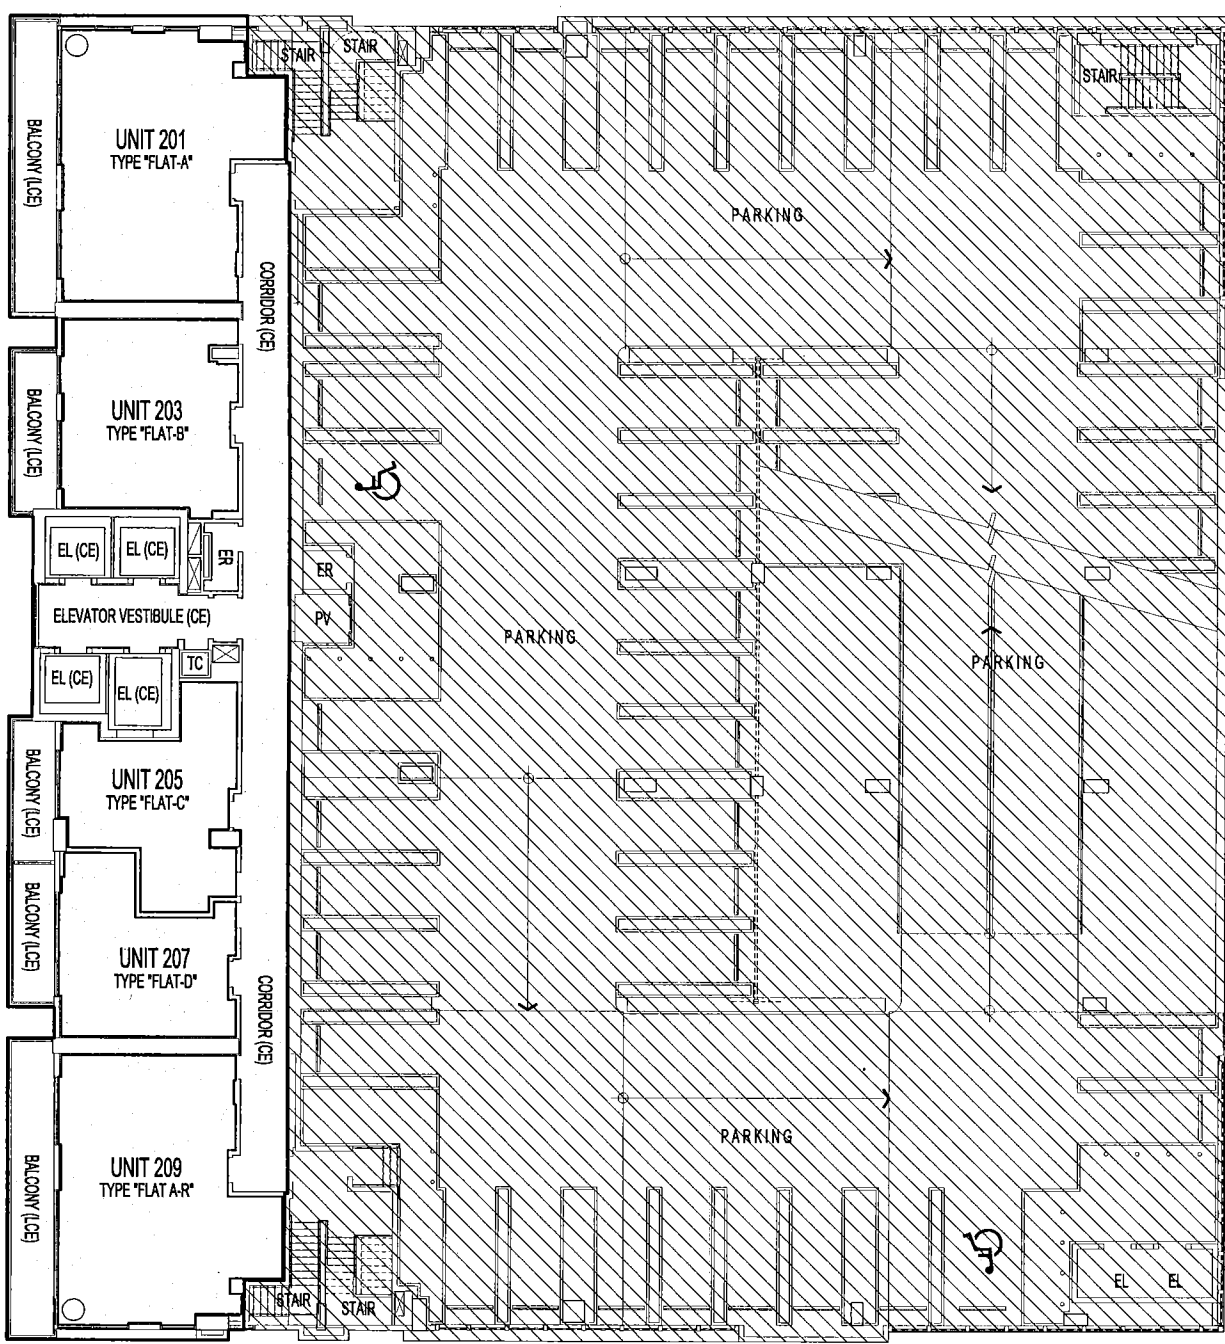 STAIR
STAIR
STAIR
UNIT 201
TYPE "FLAT-A"
BALCONY (LCE)
PARKING
CORRIDOR (CE)
UNIT 203
TYPE "FLAT-B"
BALCONY (LCE)
EL (CE)
EL (CE)
ER
ER
ELEVATOR VESTIBULE (CE)
PV
PARKING
PARKING
TC
EL (CE)
EL (CE)
UNIT 205
TYPE "FLAT-C"
BALCONY (LCE)
BALCONY (LCE)
UNIT 207
TYPE "FLAT-D"
CORRIDOR (CE)
PARKING
UNIT 209
TYPE "FLAT A-R"
BALCONY (LCE)
EL
EL
STAIR
STAIR